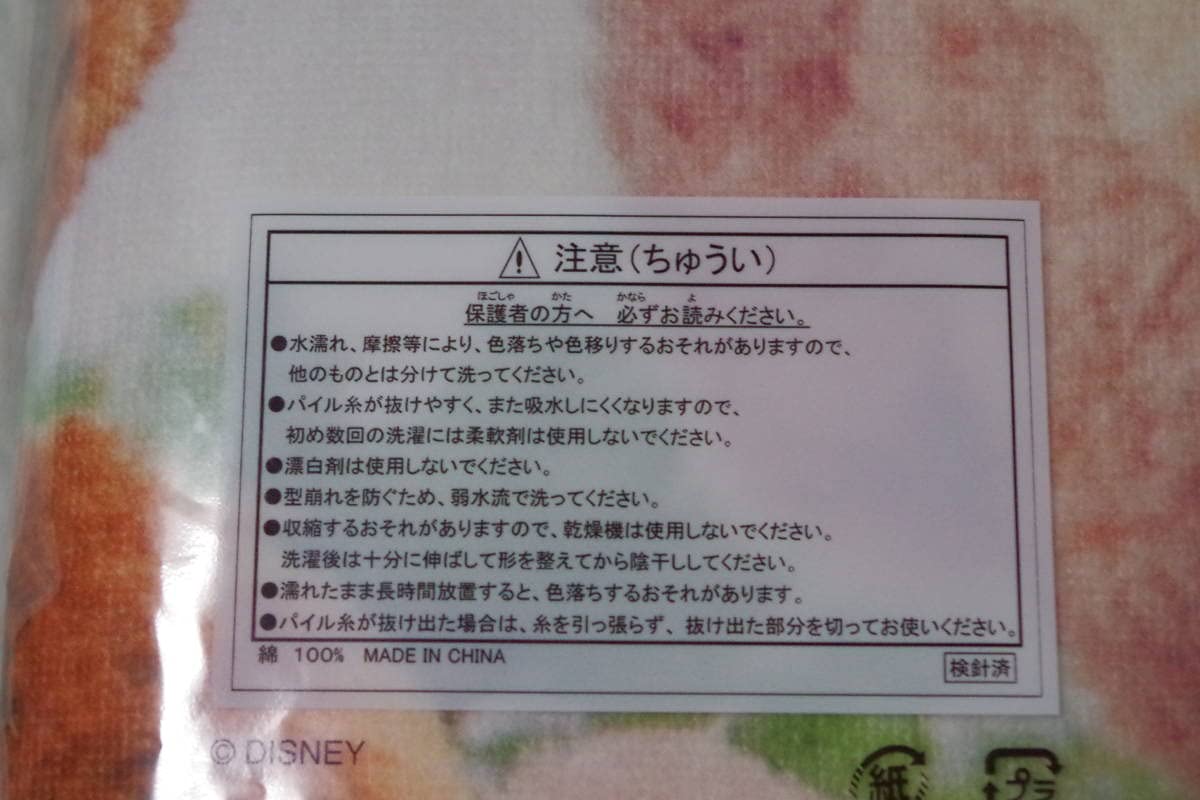 注意(ちゅうい)
ほごしゃ かた かなら よ
保護者の方へ 必ずお読みください。
●水濡れ、摩擦等により、色落ちや色移りするおそれがありますので、
他のものとは分けて洗ってください。
●パイル糸が抜けやすく、また吸水しにくくなりますので、
初め数回の洗濯には柔軟剤は使用しないでください。
●漂白剤は使用しないでください。
●型崩れを防ぐため、弱水流で洗ってください。
●収縮するおそれがありますので、乾燥機は使用しないでください。
洗濯後は十分に伸ばして形を整えてから陰干ししてください。
●濡れたまま長時間放置すると、色落ちするおそれがあります。
●パイル糸が抜け出た場合は、糸を引っ張らず、抜け出た部分を切ってお使いください。
綿 100% MADE IN CHINA
検針済
© DISNEY
紙 プラ